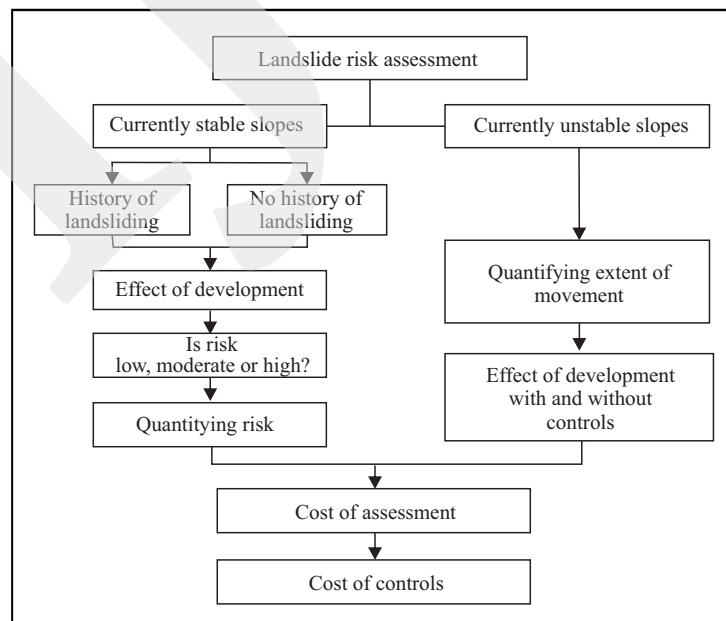 Landslide risk assessment
Currently stable slopes
Currently unstable slopes
History of
landsliding
No history of
landsliding
Effect of development
Is risk
low, moderate or high?
Quantitying risk
Quantifying extent of
movement
Effect of development
with and without
controls
Cost of assessment
Cost of controls